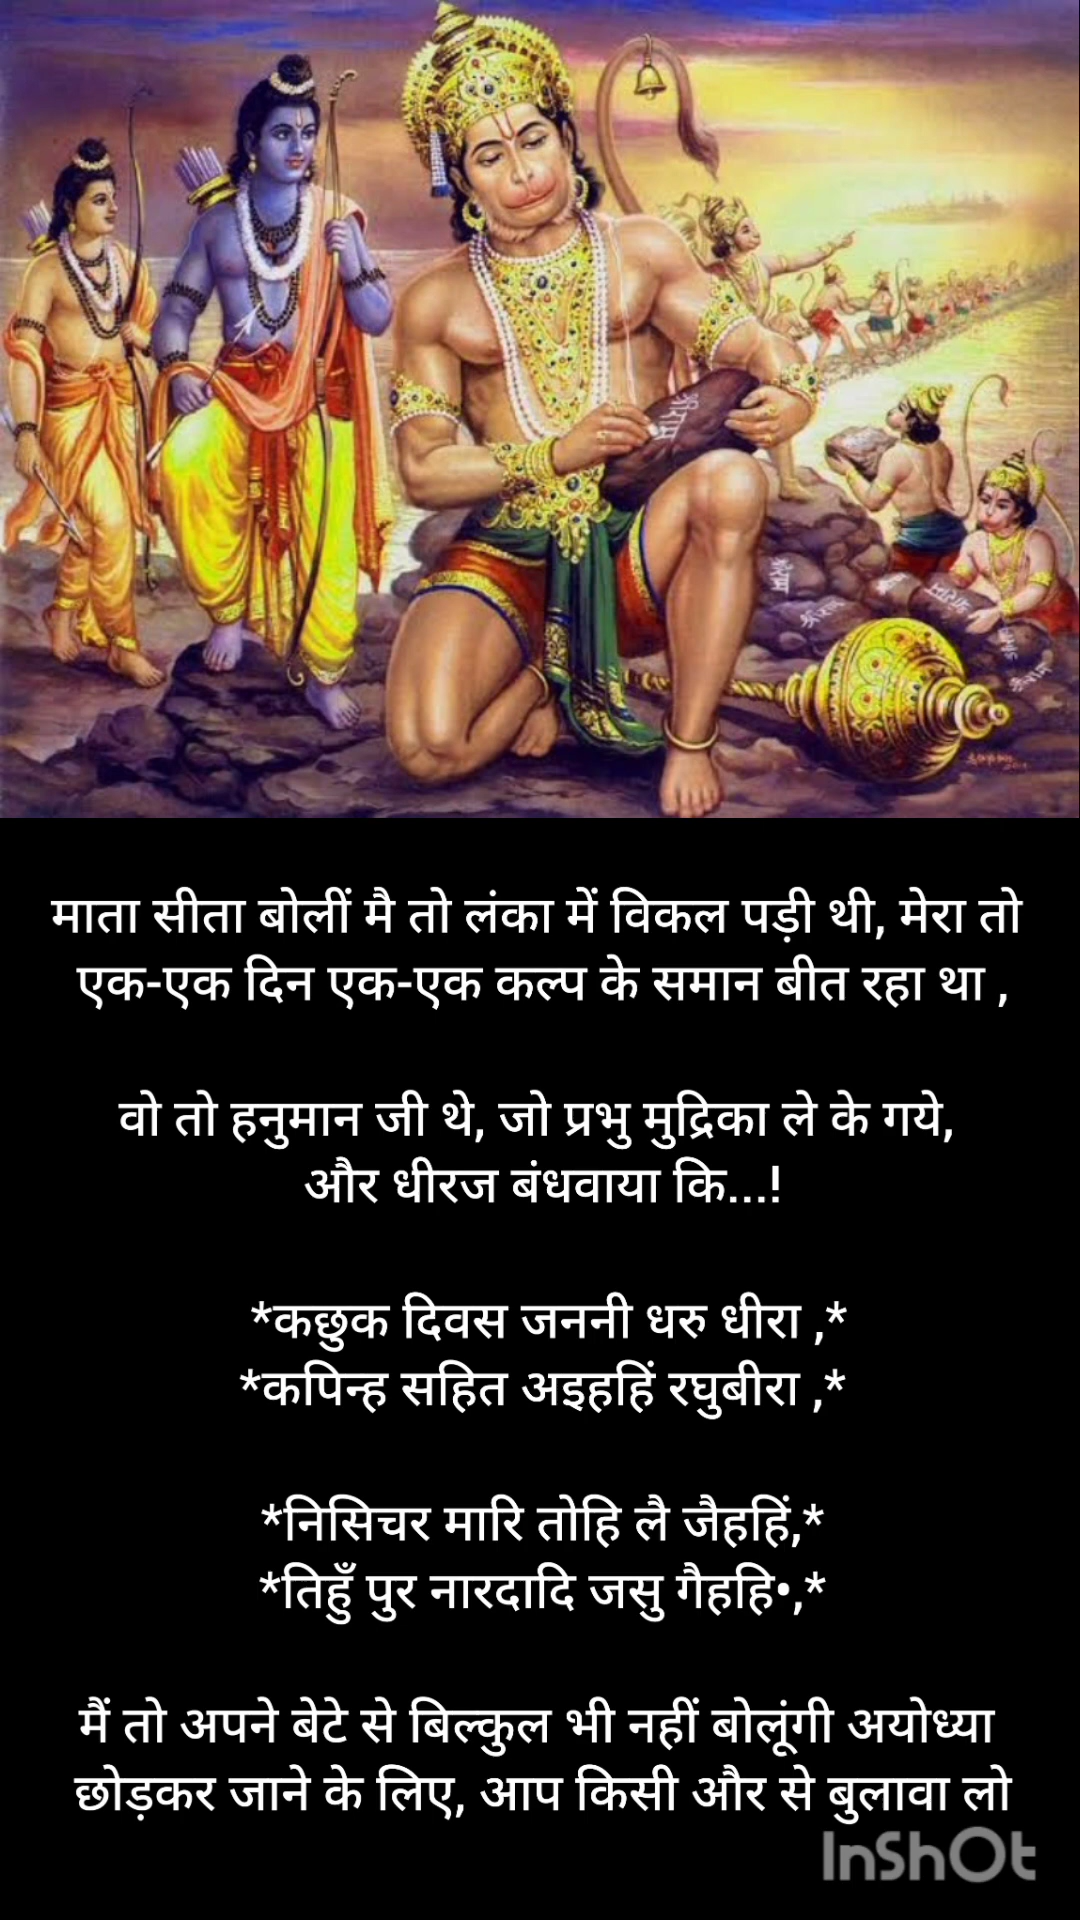 श्रीराम
श्रीराम
श्रीराम
माता सीता बोलीं मै तो लंका में विकल पड़ी थी, मेरा तो
एक-एक दिन एक-एक कल्प के समान बीत रहा था ,
वो तो हनुमान जी थे, जो प्रभु मुद्रिका ले के गये,
और धीरज बंधवाया कि...!
*कछुक दिवस जननी धरु धीरा ,*
*कपिन्ह सहित अइहहिं रघुबीरा ,*
*निसिचर मारि तोहि लै जैहहिं,*
*तिहुँ पुर नारदादि जसु गैहहि•,*
मैं तो अपने बेटे से बिल्कुल भी नहीं बोलूंगी अयोध्या
छोड़कर जाने के लिए, आप किसी और से बुलावा लो
InShOt